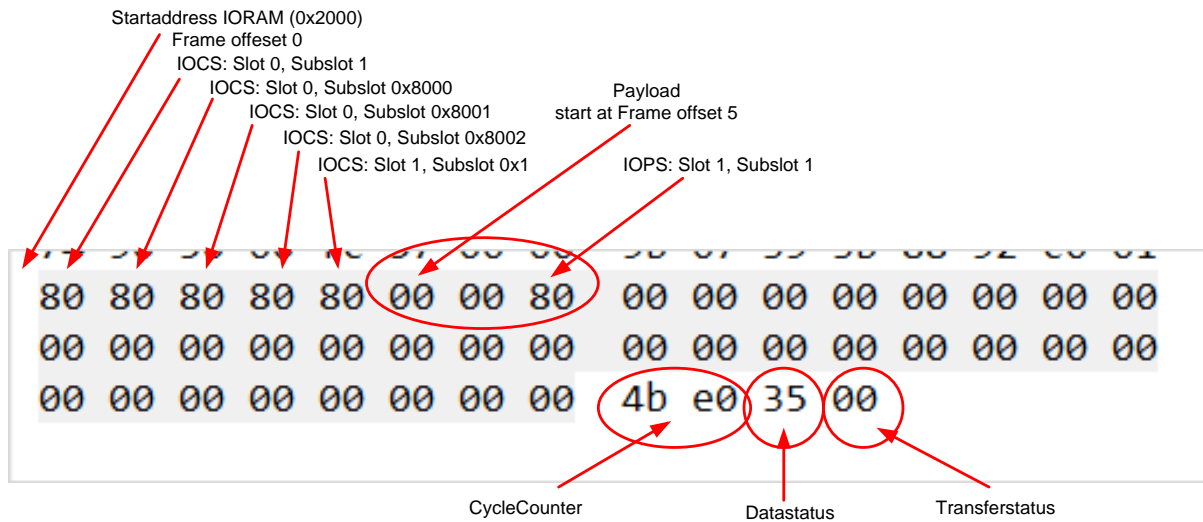 Startaddress IORAM (0x2000)
Frame offeset 0
IOCS: Slot 0, Subslot 1
IOCS: Slot 0, Subslot 0x8000
IOCS: Slot 0, Subslot 0x8001
IOCS: Slot 0, Subslot 0x8002
IOCS: Slot 1, Subslot 0x1
Payload
start at Frame offset 5
IOPS: Slot 1, Subslot 1
80 80 80 80 80 00 00 80 00 00 00 00 00 00 00 00
00 00 00 00 00 00 00 00 00 00 00 00 00 00 00 00
00 00 00 00 00 00 00 00 4b e0 35 00
CycleCounter
Datastatus
Transferstatus